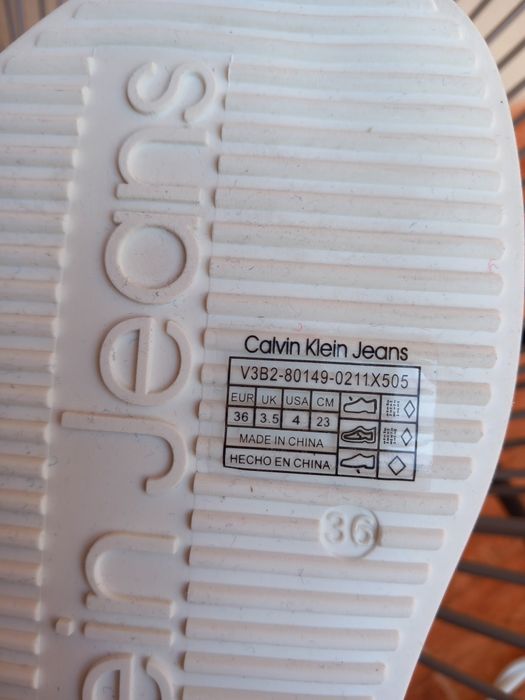 Calvin Klein Jeans
V3B2-80149-0211X505
EUR UK USA CM
36 3.5 4 23
MADE IN CHINA
HECHO EN CHINA
36
ein Jeans